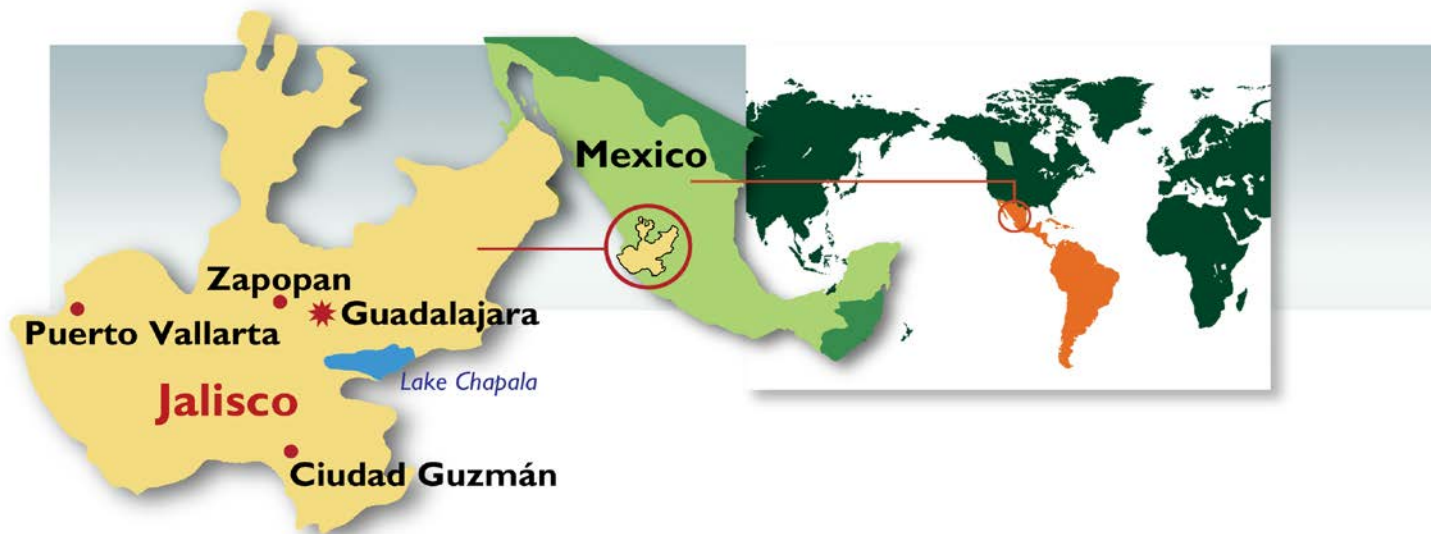 Mexico
Zapopan
Guadalajara
Puerto Vallarta
Lake Chapala
Jalisco
Ciudad Guzmán